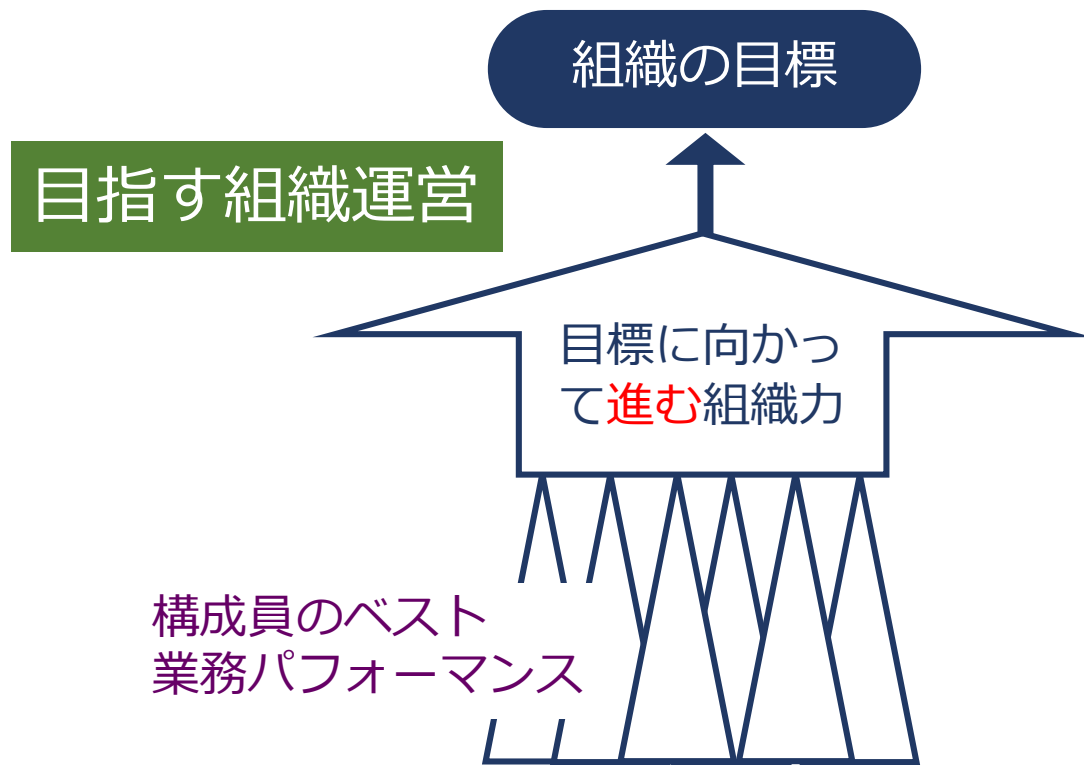 組織の目標
目指す組織運営
目標に向かっ
て進む組織力
構成員のベスト
業務パフォーマンス